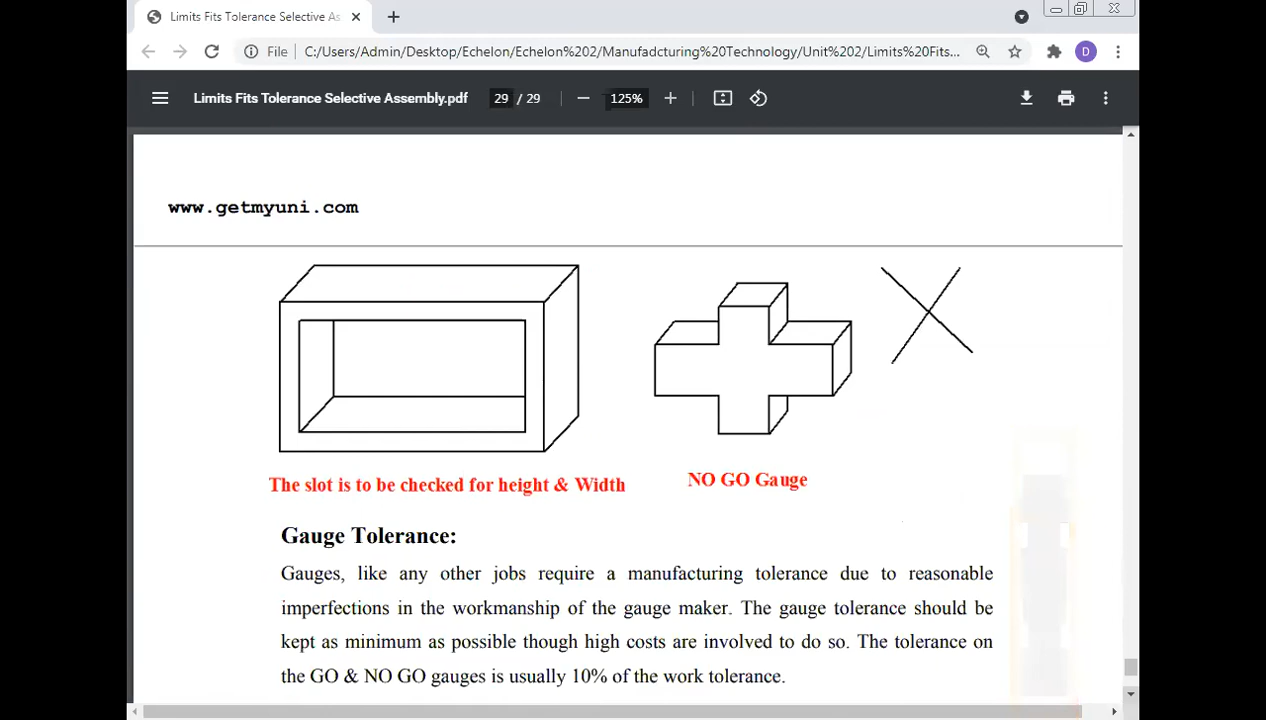 Limits Fits Tolerance Selective As
File C:/Users/Admin/Desktop/Echelon/Echelon%202/Manufadcturing%20Technology/Unit%202/Limits%20Fits... D
Limits Fits Tolerance Selective Assembly.pdf 29 / 29 125%
www.getmyuni.com
The slot is to be checked for height & Width NO GO Gauge
Gauge Tolerance:
Gauges, like any other jobs require a manufacturing tolerance due to reasonable
imperfections in the workmanship of the gauge maker. The gauge tolerance should be
kept as minimum as possible though high costs are involved to do so. The tolerance on
the GO & NO GO gauges is usually 10% of the work tolerance.